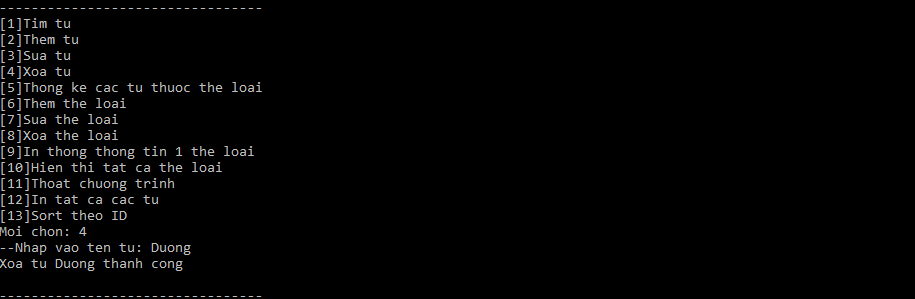 ---------------------------------
[1]Tim tu
[2]Them tu
[3]Sua tu
[4]Xoa tu
[5]Thong ke cac tu thuoc the loai
[6]Them the loai
[7]Sua the loai
[8]Xoa the loai
[9]In thong thong tin 1 the loai
[10]Hien thi tat ca the loai
[11]Thoat chuong trinh
[12]In tat ca cac tu
[13]Sort theo ID
Moi chon: 4
--Nhap vao ten tu: Duong
Xoa tu Duong thanh cong
---------------------------------